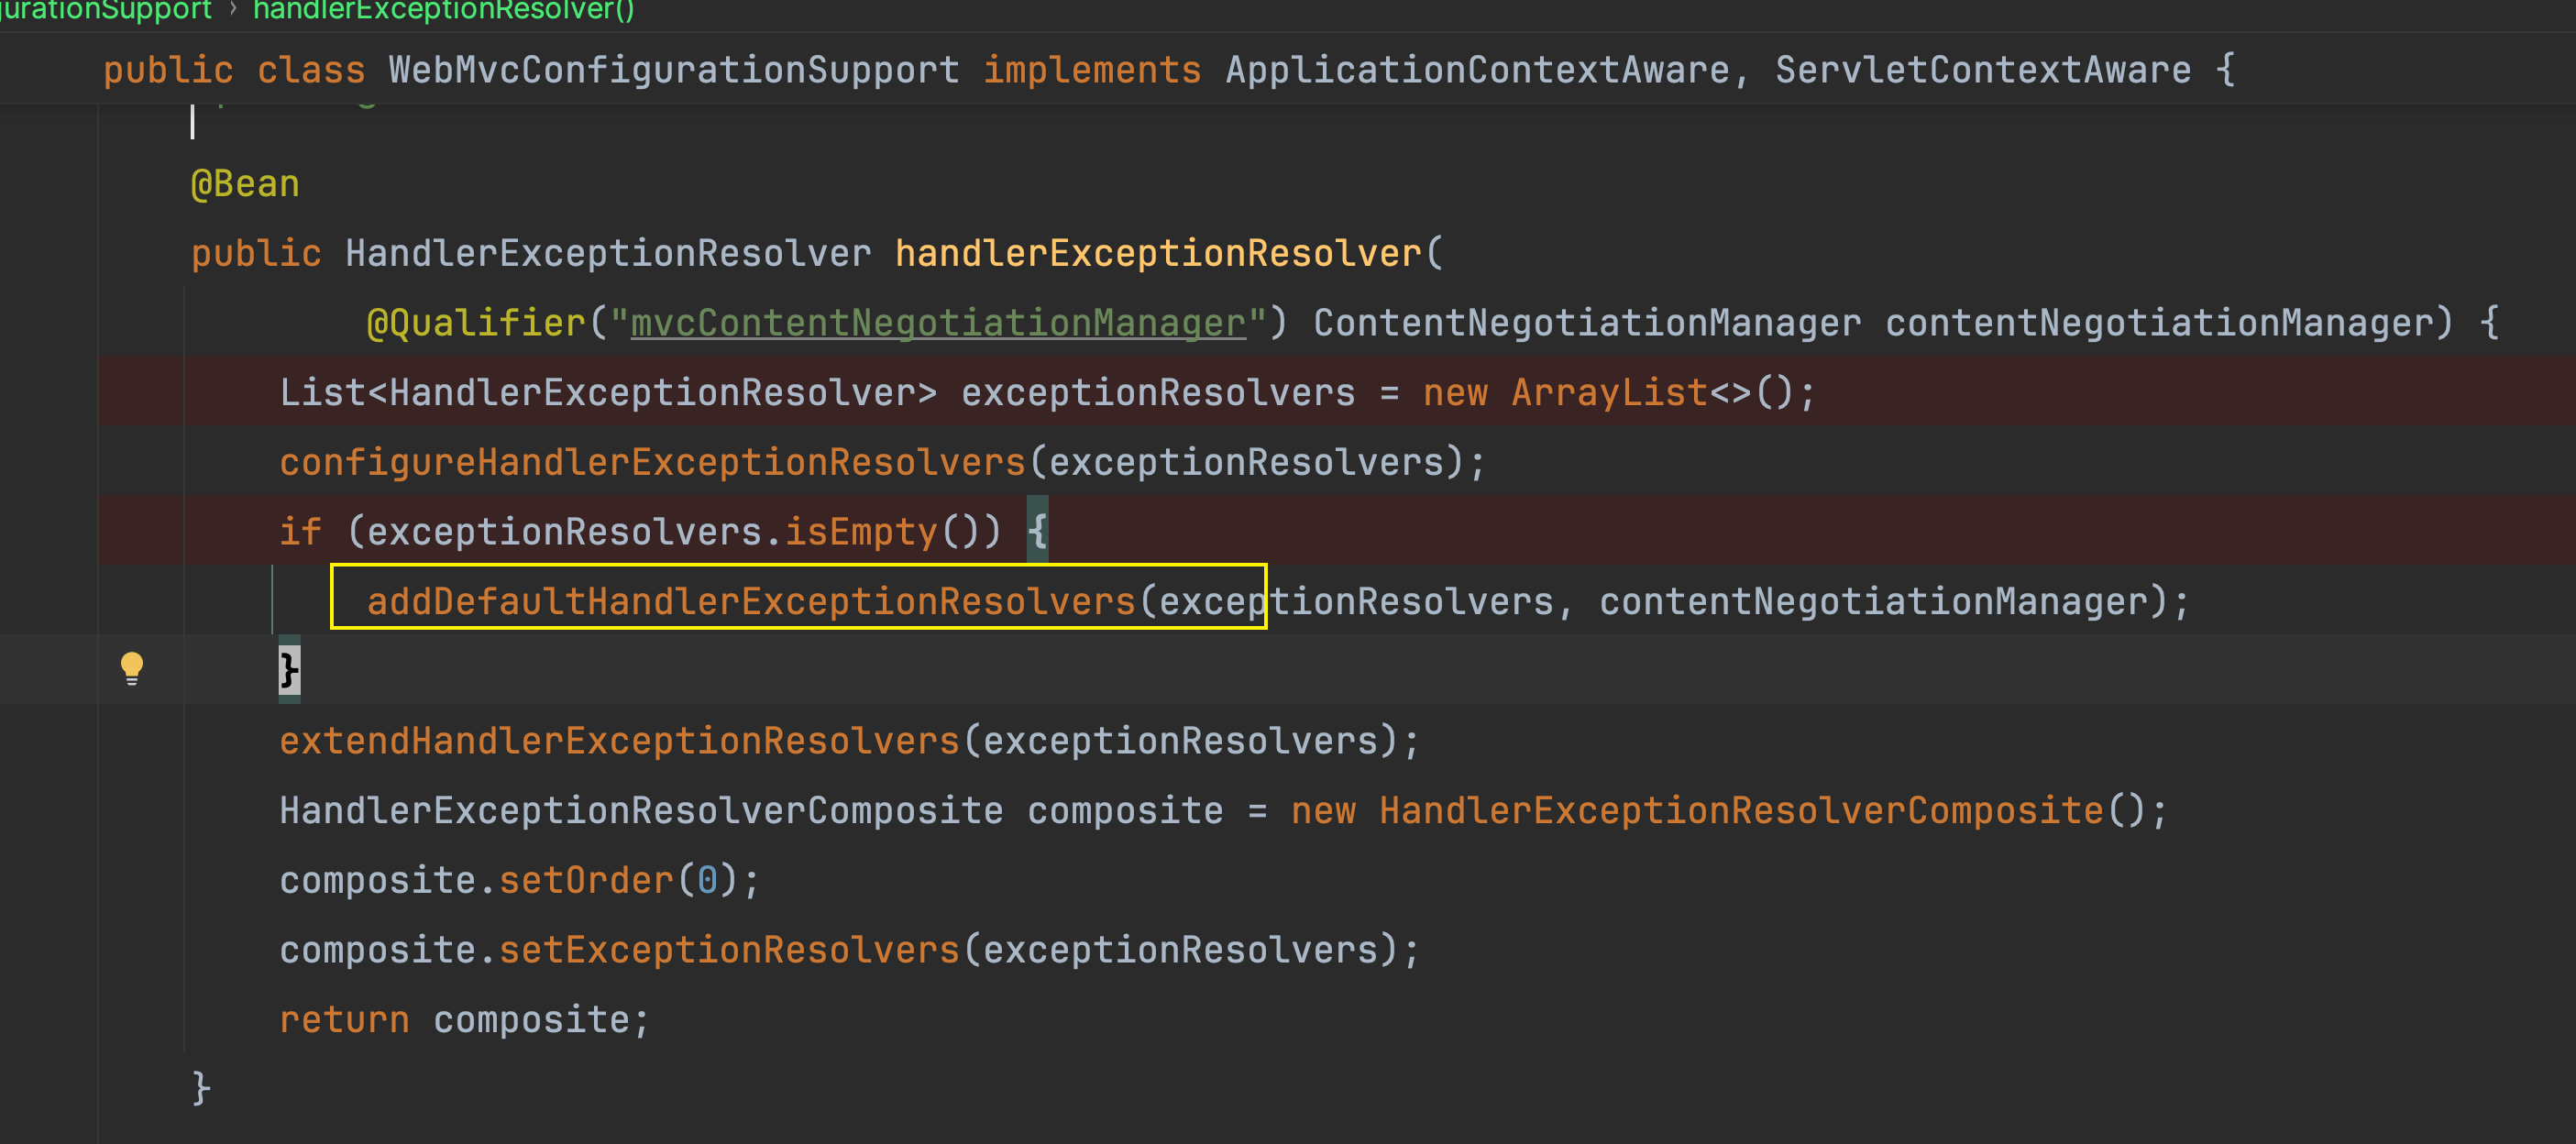 gurationSupport › handlerExceptionResolver()
public class WebMvcConfigurationSupport implements ApplicationContextAware, ServletContextAware {
@Bean
public HandlerExceptionResolver handlerExceptionResolver(
@Qualifier("mvcContentNegotiationManager") ContentNegotiationManager contentNegotiationManager) {
List<HandlerExceptionResolver> exceptionResolvers = new ArrayList<>();
configureHandlerExceptionResolvers(exceptionResolvers);
if (exceptionResolvers.isEmpty()) {
addDefaultHandlerExceptionResolvers(exceptionResolvers, contentNegotiationManager);
}
extendHandlerExceptionResolvers(exceptionResolvers);
HandlerExceptionResolverComposite composite = new HandlerExceptionResolverComposite();
composite.setOrder(0);
composite.setExceptionResolvers(exceptionResolvers);
return composite;
}